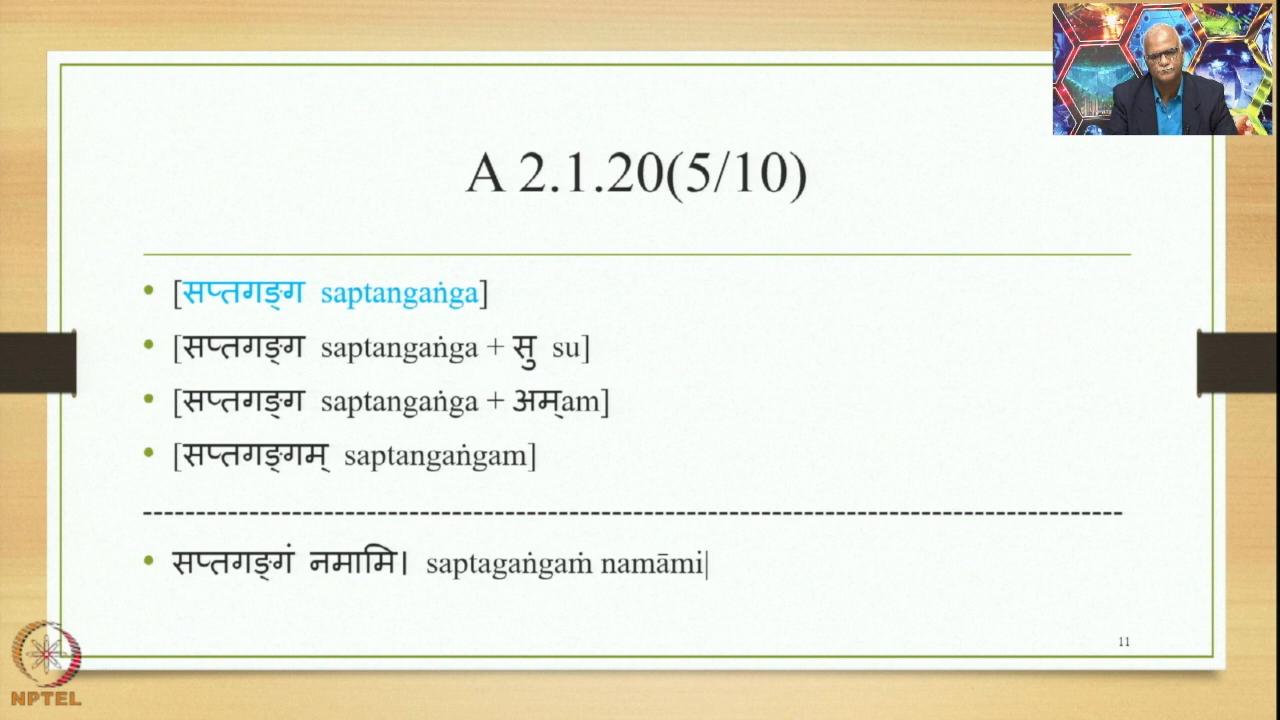 A 2.1.20(5/10)
[सप्तगङ्ग saptangaṅga]
[सप्तगङ्ग saptangaṅga + सु su]
[सप्तगङ्ग saptangaṅga + अम्am]
[सप्तगङ्गम् saptangaṅgam]
--------------------------------------------------------------------------------------------
सप्तगङ्गं नमामि। saptagaṅgaṁ namāmi|
11
NPTEL